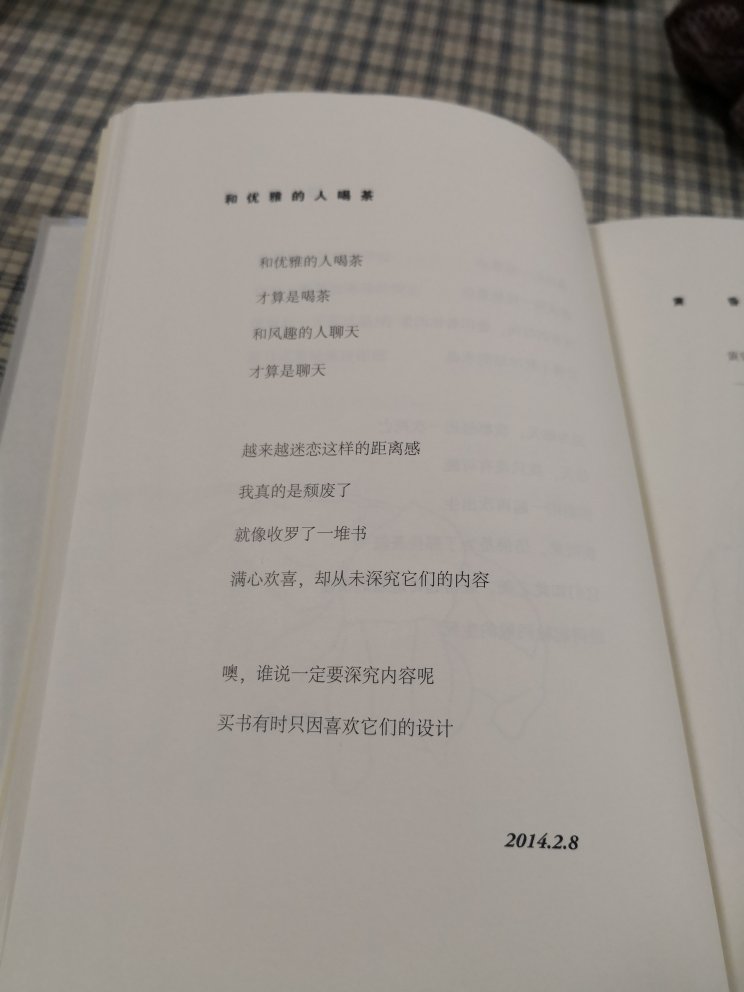 和优雅的人喝茶
和优雅的人喝茶
才算是喝茶
和风趣的人聊天
才算是聊天
越来越迷恋这样的距离感
我真的是颓废了
就像收罗了一堆书
满心欢喜，却从未深究它们的内容
噢，谁说一定要深究内容呢
买书有时只因喜欢它们的设计
2014.2.8